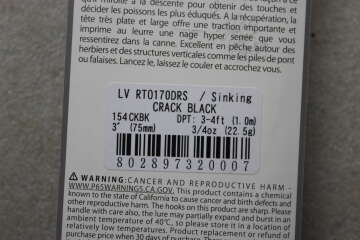 qui miroite à la descente pour obtenir des touches et
décider les poissons les plus éduqués. A la récupération, la
tête très plate et large offre une traction importante et
imprime au leurre une nage hyper serrée que vous
ressentirez dans la canne. Excellent en pêche autour des
herbiers et des structures verticales comme les piles de pont
ou falaises. Lancez le, laissez le couler et accrochez vous.
LV RT0170DRS / Sinking
CRACK BLACK
154CKBK DPT: 3-4ft (1.0m)
3" (75mm) 3/4oz (22.5g)
802897320007
WARNING:CANCER AND REPRODUCTIVE HARM -
WWW.P65WARNINGS.CA.GOV. This product contains a chemical
known to the state of California to cause cancer and birth defects and
other reproductive harm. The hooks on this product are sharp. Please
handle with care also, the lure may partially expand and burst in an
ambient temperature of 40°C or above, so store it in a location at
relatively low temperatures. Product return to
purchase price when 30 days of purchase.